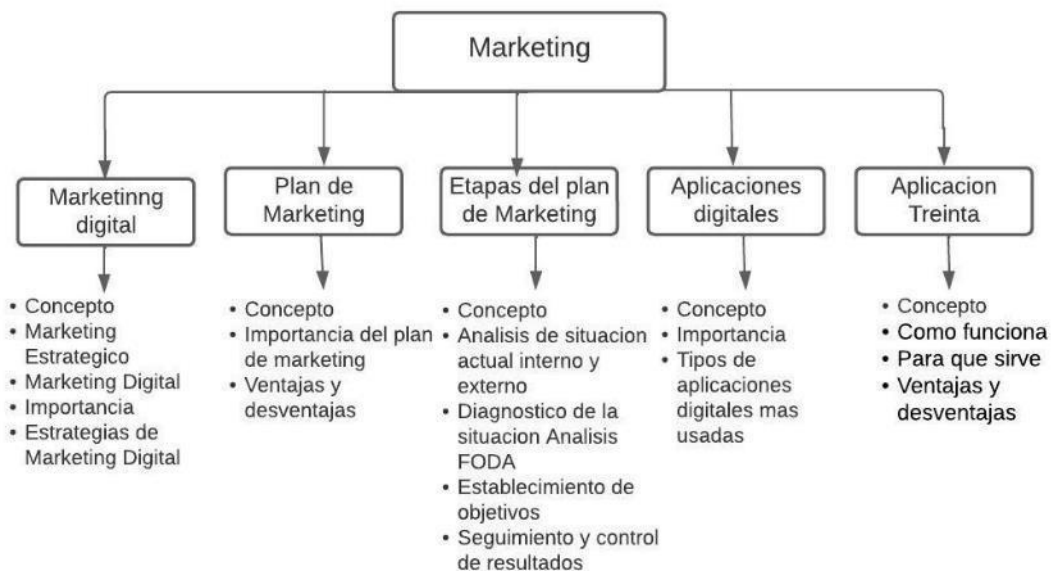 Marketing
Marketinng
digital
Plan de
Marketing
Etapas del plan
de Marketing
Aplicaciones
digitales
Aplicacion
Treinta
• Concepto
• Marketing
Estrategico
• Marketing Digital
• Importancia
• Estrategias de
Marketing Digital
• Concepto
• Importancia del plan
de marketing
• Ventajas y
desventajas
• Concepto
• Analisis de situacion
actual interno y
externo
• Diagnostico de la
situacion Analisis
FODA
• Establecimiento de
objetivos
• Seguimiento y control
de resultados
• Concepto
• Importancia
• Tipos de
aplicaciones
digitales mas
usadas
• Concepto
• Como funciona
• Para que sirve
• Ventajas y
desventajas